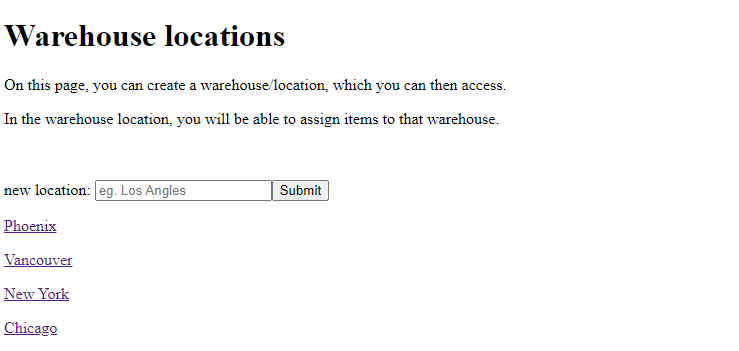 Warehouse locations
On this page, you can create a warehouse/location, which you can then access.
In the warehouse location, you will be able to assign items to that warehouse.
new location: eg. Los Angles Submit
Phoenix
Vancouver
New York
Chicago